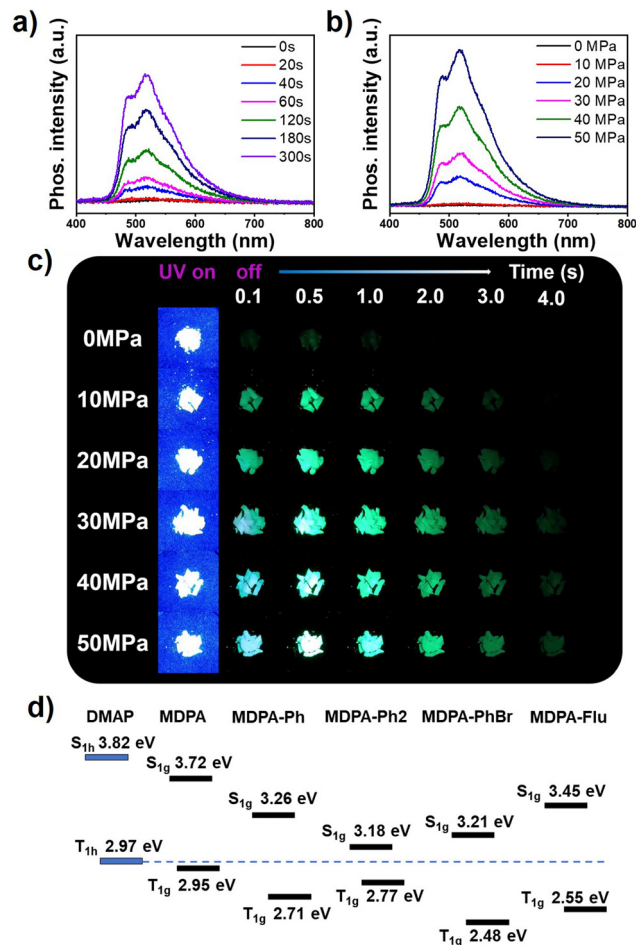 a)
Phos. intensity (a.u.)
0s
20s
40s
60s
120s
180s
300s
400 500 600 700 800
Wavelength (nm)
b)
Phos. intensity (a.u.)
0 MPa
10 MPa
20 MPa
30 MPa
40 MPa
50 MPa
400 500 600 700 800
Wavelength (nm)
c)
UV on off Time (s)
0.1 0.5 1.0 2.0 3.0 4.0
0MPa
10MPa
20MPa
30MPa
40MPa
50MPa
d)
DMAP MDPA MDPA-Ph MDPA-Ph2 MDPA-PhBr MDPA-Flu
S1h 3.82 eV
S1g 3.72 eV
S1g 3.26 eV
S1g 3.18 eV
S1g 3.21 eV
S1g 3.45 eV
T1h 2.97 eV
T1g 2.95 eV
T1g 2.71 eV
T1g 2.77 eV
T1g 2.48 eV
T1g 2.55 eV